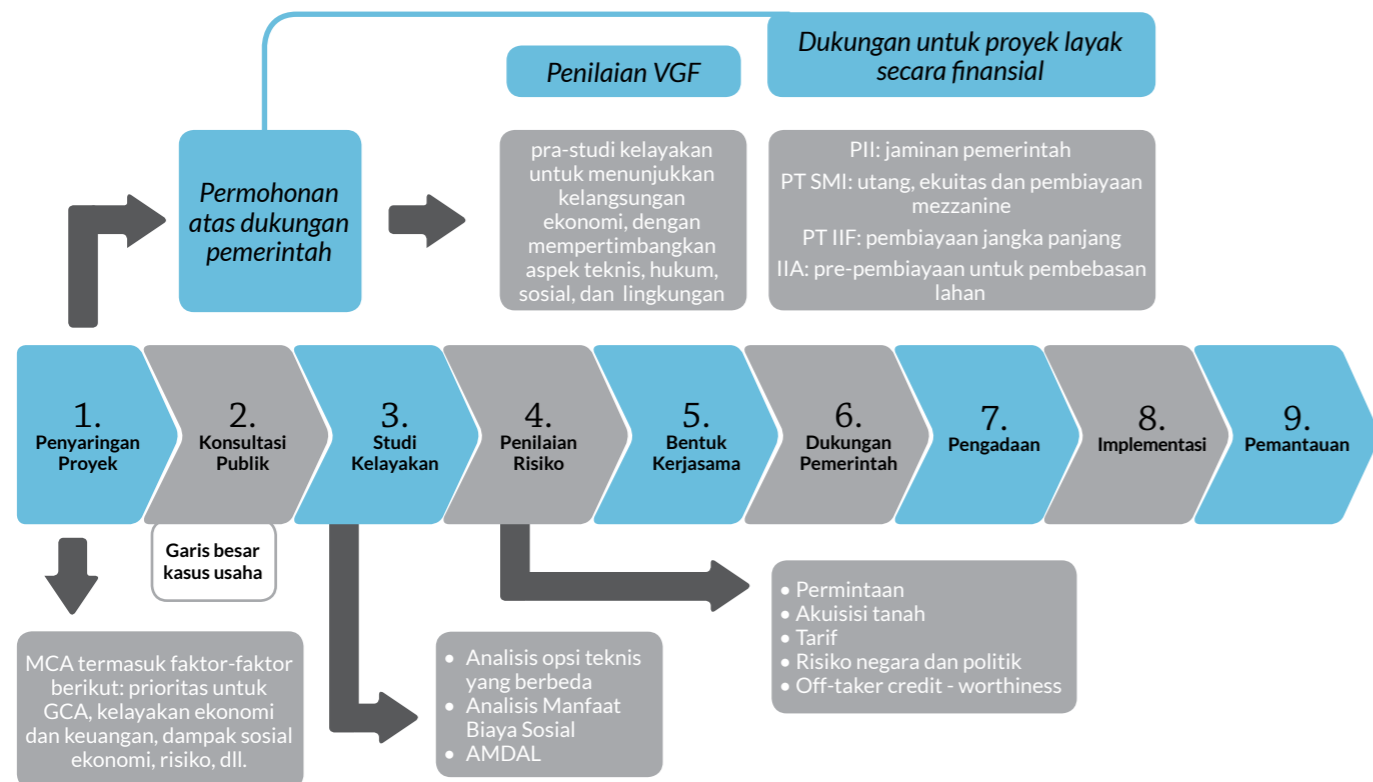 Penilaian VGF
Dukungan untuk proyek layak
secara finansial
Permohonan
atas dukungan
pemerintah
pra-studi kelayakan
untuk menunjukkan
kelangsungan
ekonomi, dengan
mempertimbangkan
aspek teknis, hukum,
sosial, dan lingkungan
PII: jaminan pemerintah
PT SMI: utang, ekuitas dan pembiayaan
mezzanine
PT IIF: pembiayaan jangka panjang
IIA: pre-pembiayaan untuk pembebasan
lahan
1.
Penyaringan
Proyek
2.
Konsultasi
Publik
3.
Studi
Kelayakan
4.
Penilaian
Risiko
5.
Bentuk
Kerjasama
6.
Dukungan
Pemerintah
7.
Pengadaan
8.
Implementasi
9.
Pemantauan
Garis besar
kasus usaha
MCA termasuk faktor-faktor
berikut: prioritas untuk
GCA, kelayakan ekonomi
dan keuangan, dampak sosial
ekonomi, risiko, dll.
• Analisis opsi teknis
yang berbeda
• Analisis Manfaat
Biaya Sosial
• AMDAL
• Permintaan
• Akuisisi tanah
• Tarif
• Risiko negara dan politik
• Off-taker credit - worthiness